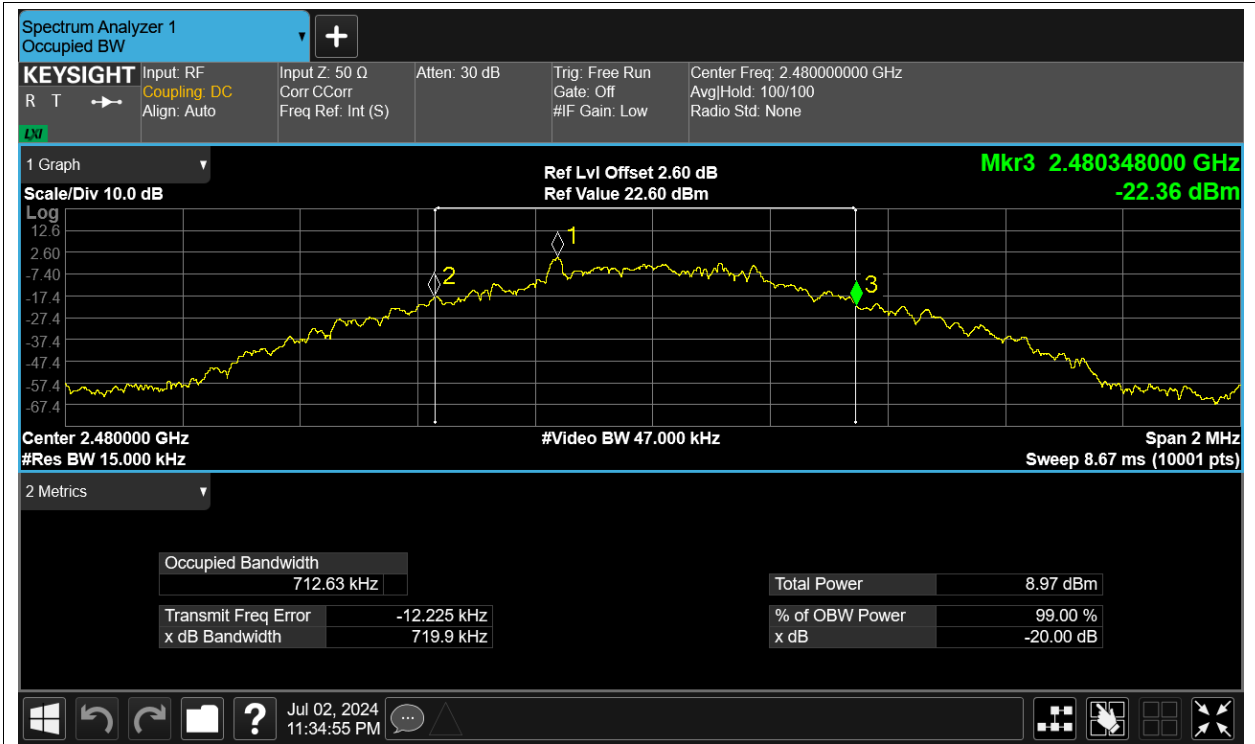 Spectrum Analyzer 1
Occupied BW
KEYSIGHT
R T
LXI
Input: RF
Coupling: DC
Align: Auto
Input Z: 50 Ω
Corr CCorr
Freq Ref: Int (S)
Atten: 30 dB
Trig: Free Run
Gate: Off
#IF Gain: Low
Center Freq: 2.480000000 GHz
Avg|Hold: 100/100
Radio Std: None
1 Graph
Scale/Div 10.0 dB
Ref Lvl Offset 2.60 dB
Ref Value 22.60 dBm
Mkr3 2.480348000 GHz
-22.36 dBm
Log
12.6
2.60
-7.40
-17.4
-27.4
-37.4
-47.4
-57.4
-67.4
1
2
3
Center 2.480000 GHz
#Video BW 47.000 kHz
Span 2 MHz
#Res BW 15.000 kHz
Sweep 8.67 ms (10001 pts)
2 Metrics
Occupied Bandwidth
712.63 kHz
Transmit Freq Error -12.225 kHz
x dB Bandwidth 719.9 kHz
Total Power 8.97 dBm
% of OBW Power 99.00 %
x dB -20.00 dB
Jul 02, 2024
11:34:55 PM